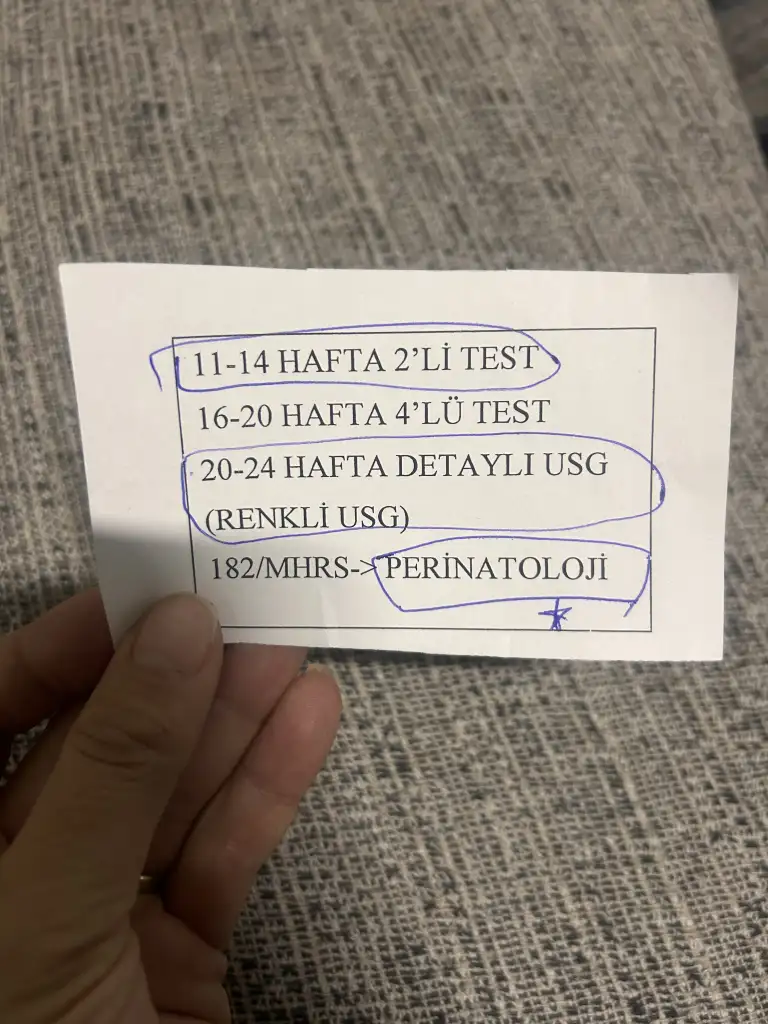 11-14 HAFTA 2'Lİ TEST
16-20 HAFTA 4'LÜ TEST
20-24 HAFTA DETAYLI USG
(RENKLİ USG)
182/MHRS->PERİNATOLOJİ